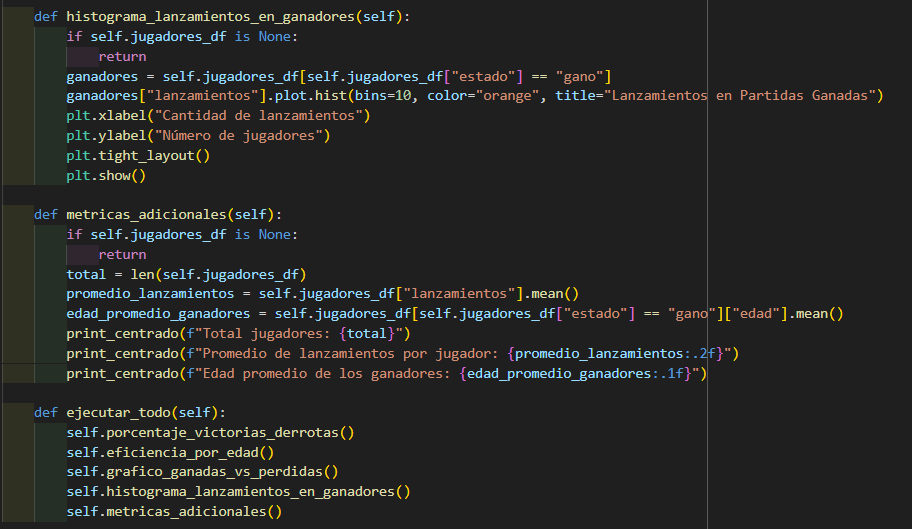 def histograma_lanzamientos_en_ganadores(self):
    if self.jugadores_df is None:
        return
    ganadores = self.jugadores_df[self.jugadores_df["estado"] == "gano"]
    ganadores["lanzamientos"].plot.hist(bins=10, color="orange", title="Lanzamientos en Partidas Ganadas")
    plt.xlabel("Cantidad de lanzamientos")
    plt.ylabel("Número de jugadores")
    plt.tight_layout()
    plt.show()

def metricas_adicionales(self):
    if self.jugadores_df is None:
        return
    total = len(self.jugadores_df)
    promedio_lanzamientos = self.jugadores_df["lanzamientos"].mean()
    edad_promedio_ganadores = self.jugadores_df[self.jugadores_df["estado"] == "gano"]["edad"].mean()
    print_centrado(f"Total jugadores: {total}")
    print_centrado(f"Promedio de lanzamientos por jugador: {promedio_lanzamientos:.2f}")
    print_centrado(f"Edad promedio de los ganadores: {edad_promedio_ganadores:.1f}")

def ejecutar_todo(self):
    self.porcentaje_victorias_derrotas()
    self.eficiencia_por_edad()
    self.grafico_ganadas_vs_perdidas()
    self.histograma_lanzamientos_en_ganadores()
    self.metricas_adicionales()